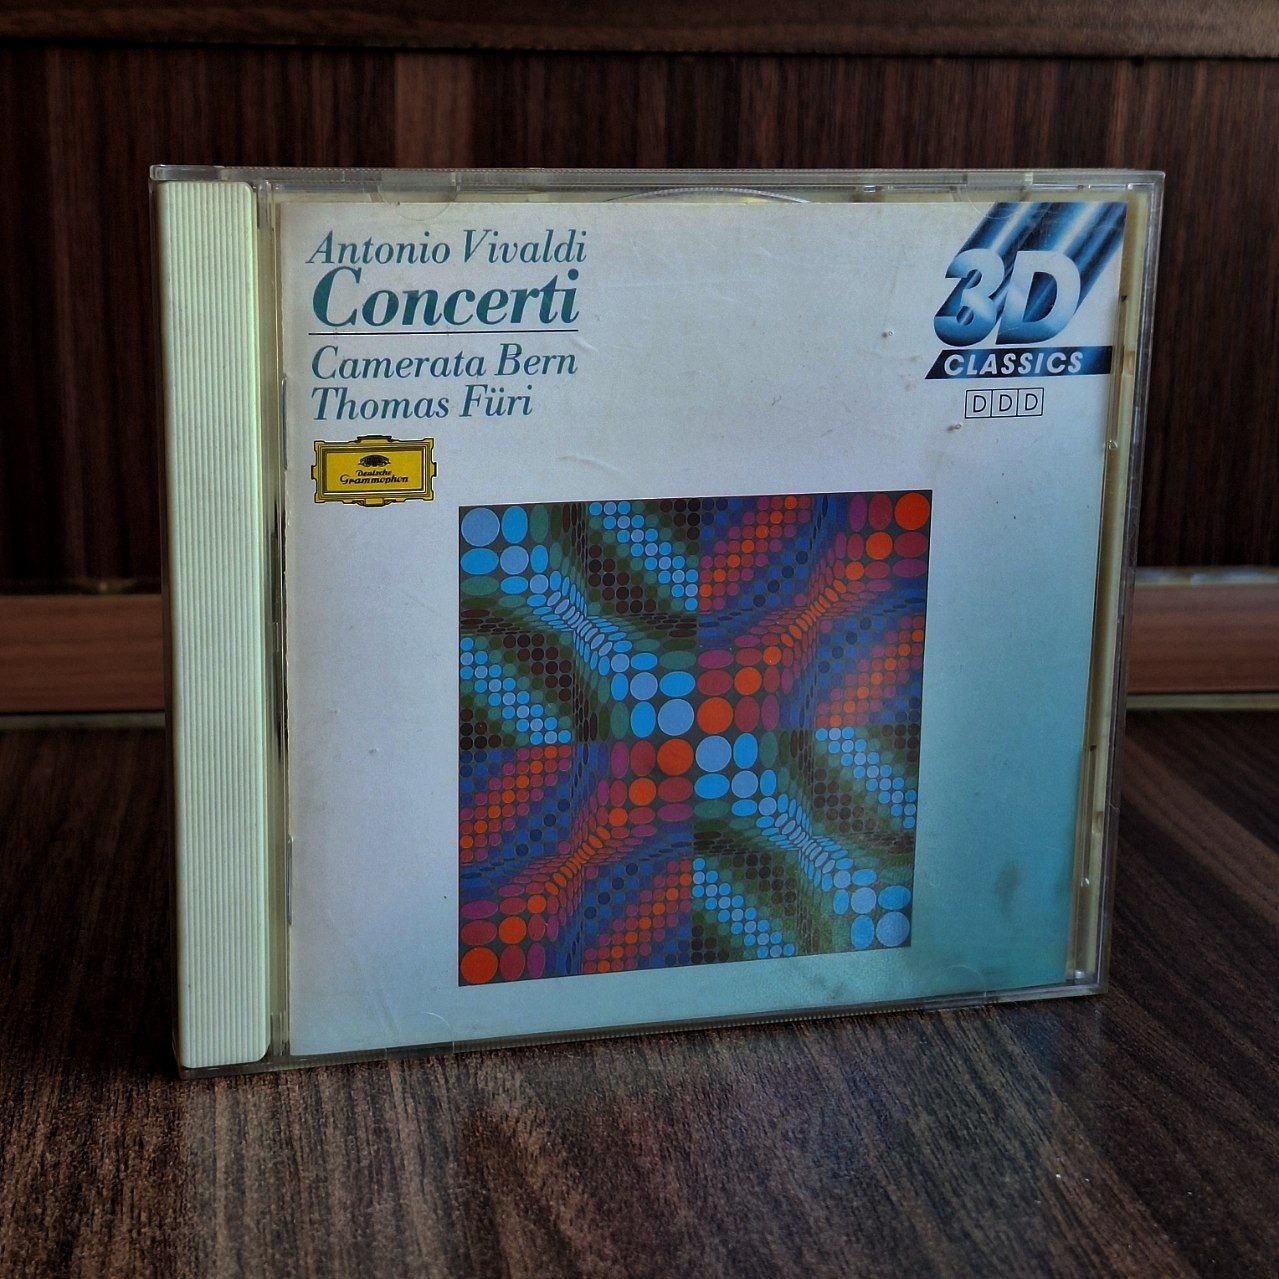 Antonio Vivaldi
Concerti
Camerata Bern
Thomas Füri
Deutsche
Grammophon
3D
CLASSICS
DDD